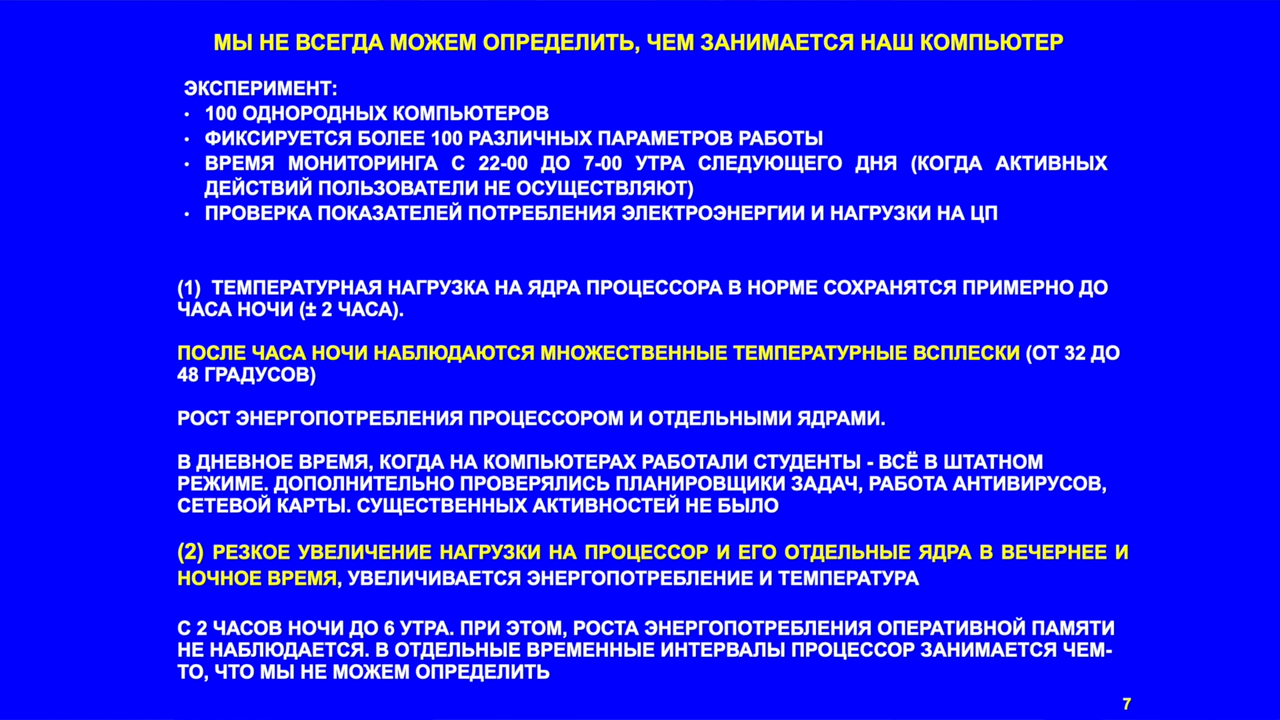 МЫ НЕ ВСЕГДА МОЖЕМ ОПРЕДЕЛИТЬ, ЧЕМ ЗАНИМАЕТСЯ НАШ КОМПЬЮТЕР
ЭКСПЕРИМЕНТ:
• 100 ОДНОРОДНЫХ КОМПЬЮТЕРОВ
• ФИКСИРУЕТСЯ БОЛЕЕ 100 РАЗЛИЧНЫХ ПАРАМЕТРОВ РАБОТЫ
• ВРЕМЯ МОНИТОРИНГА С 22-00 ДО 7-00 УТРА СЛЕДУЮЩЕГО ДНЯ (КОГДА АКТИВНЫХ
ДЕЙСТВИЙ ПОЛЬЗОВАТЕЛИ НЕ ОСУЩЕСТВЛЯЮТ)
• ПРОВЕРКА ПОКАЗАТЕЛЕЙ ПОТРЕБЛЕНИЯ ЭЛЕКТРОЭНЕРГИИ И НАГРУЗКИ НА ЦП
(1) ТЕМПЕРАТУРНАЯ НАГРУЗКА НА ЯДРА ПРОЦЕССОРА В НОРМЕ СОХРАНЯТСЯ ПРИМЕРНО ДО
ЧАСА НОЧИ (± 2 ЧАСА).
ПОСЛЕ ЧАСА НОЧИ НАБЛЮДАЮТСЯ МНОЖЕСТВЕННЫЕ ТЕМПЕРАТУРНЫЕ ВСПЛЕСКИ (ОТ 32 ДО
48 ГРАДУСОВ)
РОСТ ЭНЕРГОПОТРЕБЛЕНИЯ ПРОЦЕССОРОМ И ОТДЕЛЬНЫМИ ЯДРАМИ.
В ДНЕВНОЕ ВРЕМЯ, КОГДА НА КОМПЬЮТЕРАХ РАБОТАЛИ СТУДЕНТЫ - ВСЁ В ШТАТНОМ
РЕЖИМЕ. ДОПОЛНИТЕЛЬНО ПРОВЕРЯЛИСЬ ПЛАНИРОВЩИКИ ЗАДАЧ, РАБОТА АНТИВИРУСОВ,
СЕТЕВОЙ КАРТЫ. СУЩЕСТВЕННЫХ АКТИВНОСТЕЙ НЕ БЫЛО
(2) РЕЗКОЕ УВЕЛИЧЕНИЕ НАГРУЗКИ НА ПРОЦЕССОР И ЕГО ОТДЕЛЬНЫЕ ЯДРА В ВЕЧЕРНЕЕ И
НОЧНОЕ ВРЕМЯ, УВЕЛИЧИВАЕТСЯ ЭНЕРГОПОТРЕБЛЕНИЕ И ТЕМПЕРАТУРА
С 2 ЧАСОВ НОЧИ ДО 6 УТРА. ПРИ ЭТОМ, РОСТА ЭНЕРГОПОТРЕБЛЕНИЯ ОПЕРАТИВНОЙ ПАМЯТИ
НЕ НАБЛЮДАЕТСЯ. В ОТДЕЛЬНЫЕ ВРЕМЕННЫЕ ИНТЕРВАЛЫ ПРОЦЕССОР ЗАНИМАЕТСЯ ЧЕМ-
ТО, ЧТО МЫ НЕ МОЖЕМ ОПРЕДЕЛИТЬ
7